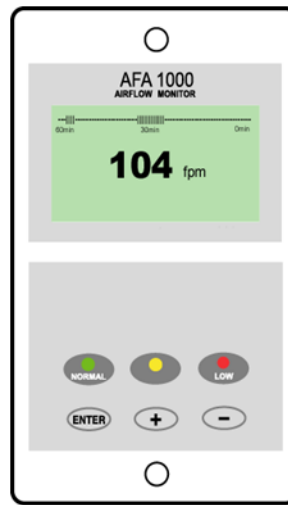 AFA 1000
AIRFLOW MONITOR
60min 30min 0min
104 fpm
NORMAL LOW
ENTER + -